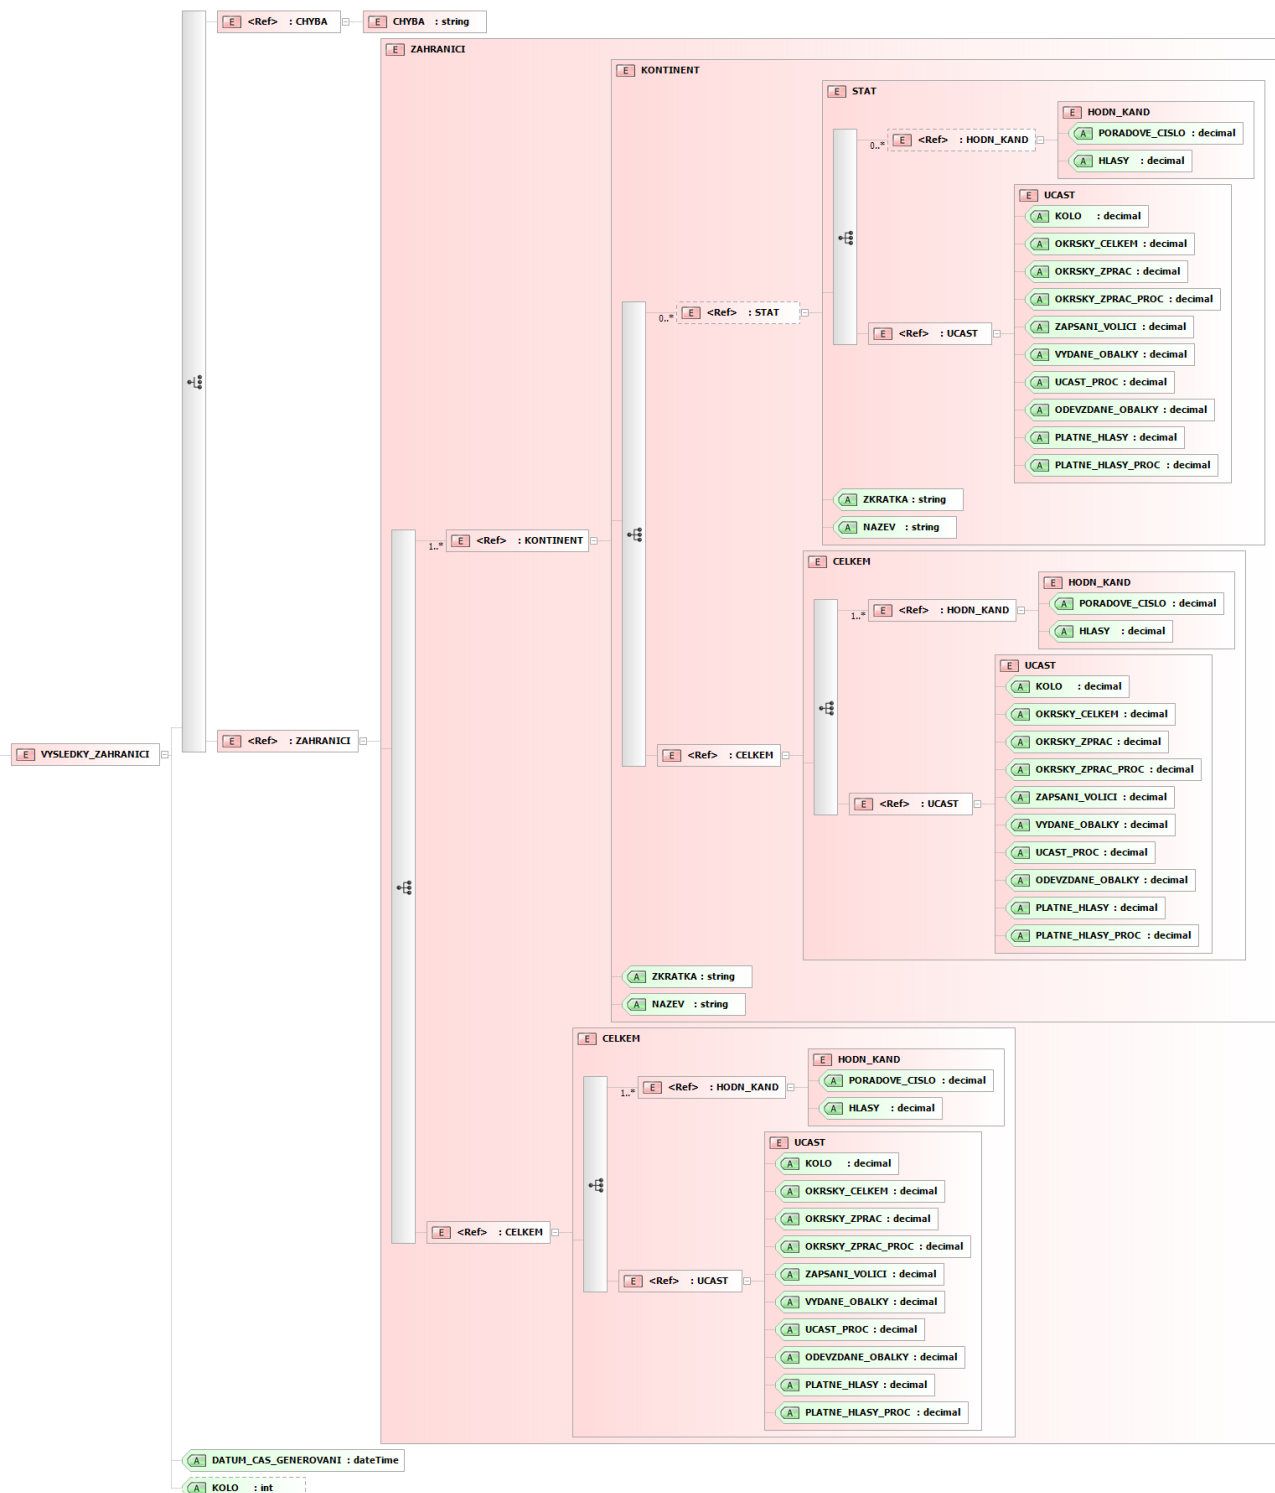 E <Ref> : CHYBA
E CHYBA : string
E ZAHRANICI
E KONTINENT
E STAT
E HODN_KAND
A PORADOVE_CISLO : decimal
E <Ref> : HODN_KAND
0..*
A HLASY : decimal
E UCAST
A KOLO : decimal
A OKRSKY_CELKEM : decimal
A OKRSKY_ZPRAC : decimal
A OKRSKY_ZPRAC_PROC : decimal
E <Ref> : STAT
0..*
A ZAPSANI_VOLICI : decimal
E <Ref> : UCAST
A VYDANE_OBALKY : decimal
A UCAST_PROC : decimal
A ODEVZDANE_OBALKY : decimal
A PLATNE_HLASY : decimal
A PLATNE_HLASY_PROC : decimal
A ZKRATKA : string
A NAZEV : string
E <Ref> : KONTINENT
1..*
E CELKEM
E HODN_KAND
A PORADOVE_CISLO : decimal
E <Ref> : HODN_KAND
1..*
A HLASY : decimal
E UCAST
A KOLO : decimal
A OKRSKY_CELKEM : decimal
E <Ref> : ZAHRANICI
A OKRSKY_ZPRAC : decimal
E VYSLEDKY_ZAHRANICI
E <Ref> : CELKEM
A OKRSKY_ZPRAC_PROC : decimal
A ZAPSANI_VOLICI : decimal
E <Ref> : UCAST
A VYDANE_OBALKY : decimal
A UCAST_PROC : decimal
A ODEVZDANE_OBALKY : decimal
A PLATNE_HLASY : decimal
A PLATNE_HLASY_PROC : decimal
A ZKRATKA : string
A NAZEV : string
E CELKEM
E HODN_KAND
A PORADOVE_CISLO : decimal
E <Ref> : HODN_KAND
1..*
A HLASY : decimal
E UCAST
A KOLO : decimal
A OKRSKY_CELKEM : decimal
A OKRSKY_ZPRAC : decimal
E <Ref> : CELKEM
A OKRSKY_ZPRAC_PROC : decimal
A ZAPSANI_VOLICI : decimal
E <Ref> : UCAST
A VYDANE_OBALKY : decimal
A UCAST_PROC : decimal
A ODEVZDANE_OBALKY : decimal
A PLATNE_HLASY : decimal
A PLATNE_HLASY_PROC : decimal
A DATUM_CAS_GENEROVANI : dateTime
A KOLO : int